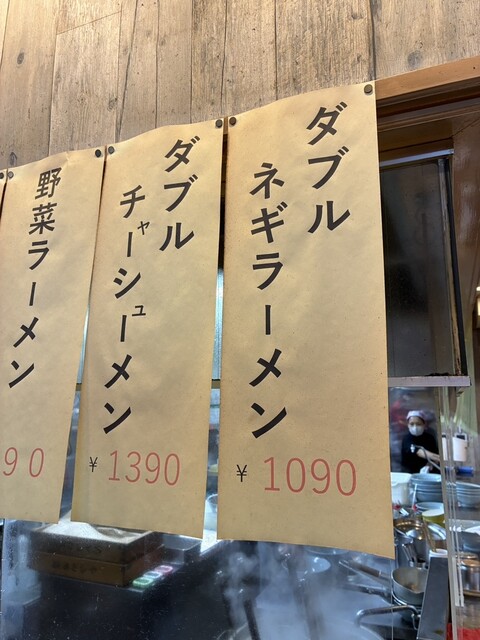 ダブル
ネギラーメン
¥ 1090
ダブル
チャーシューメン
¥ 1390
野菜ラーメン
90